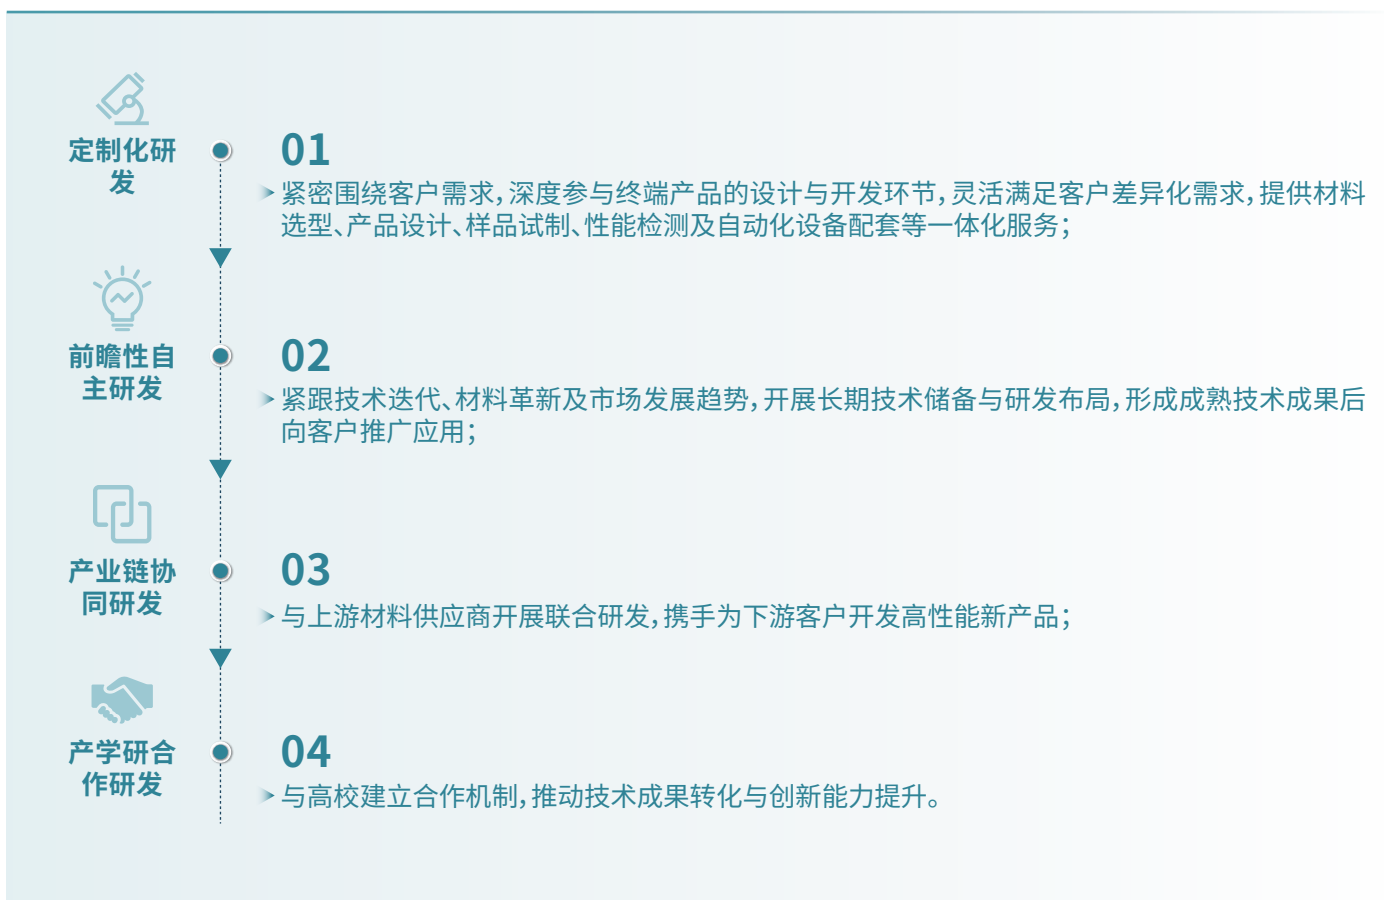 定制化研
发
01
紧密围绕客户需求，深度参与终端产品的设计与开发环节，灵活满足客户差异化需求，提供材料
选型、产品设计、样品试制、性能检测及自动化设备配套等一体化服务；
前瞻性自
主研发
02
紧跟技术迭代、材料革新及市场发展趋势，开展长期技术储备与研发布局，形成成熟技术成果后
向客户推广应用；
产业链协
同研发
03
与上游材料供应商开展联合研发，携手为下游客户开发高性能新产品；
产学研合
作研发
04
与高校建立合作机制，推动技术成果转化与创新能力提升。